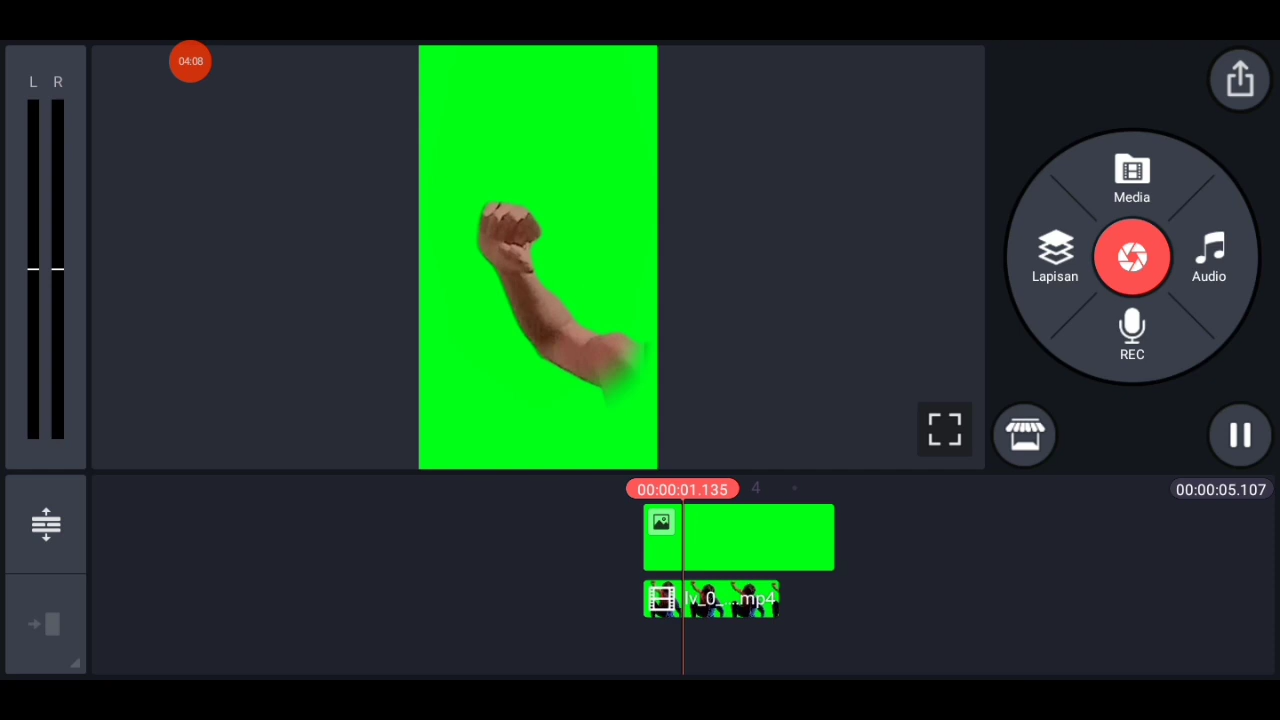 L R
04:08
Media
Lapisan
Audio
REC
00:00:01.135
4
00:00:05.107
lv_0_...mp4